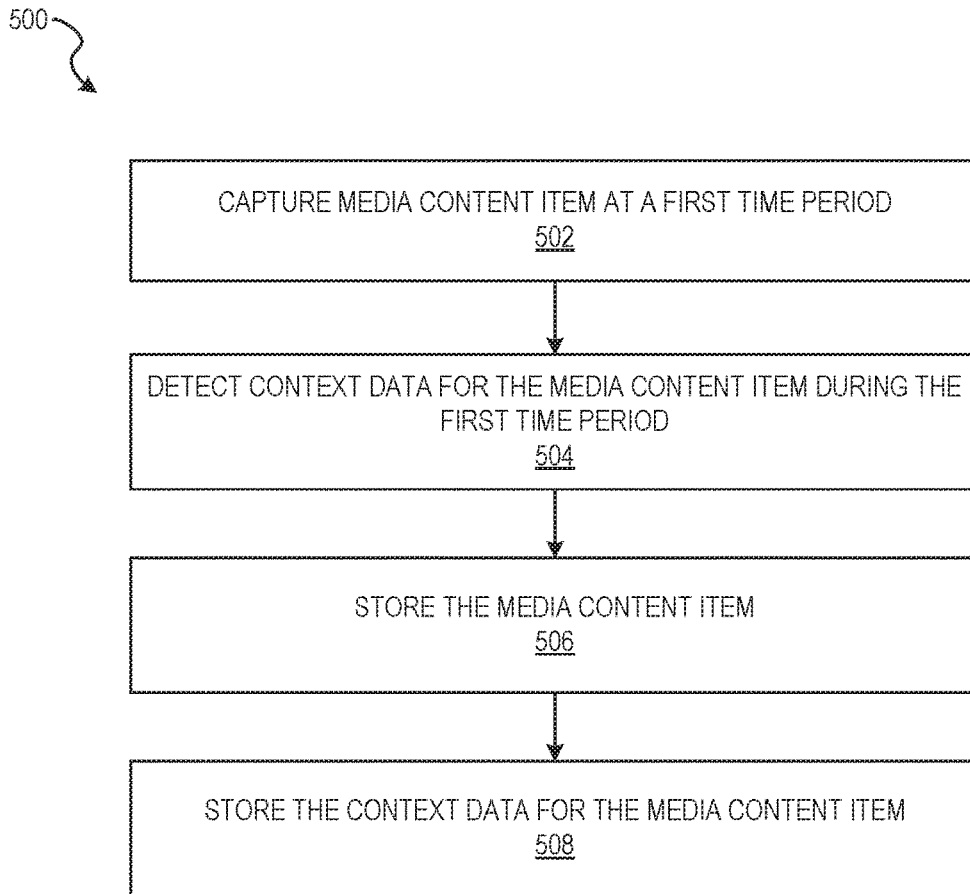 500
CAPTURE MEDIA CONTENT ITEM AT A FIRST TIME PERIOD
502
DETECT CONTEXT DATA FOR THE MEDIA CONTENT ITEM DURING THE
FIRST TIME PERIOD
504
STORE THE MEDIA CONTENT ITEM
506
STORE THE CONTEXT DATA FOR THE MEDIA CONTENT ITEM
508